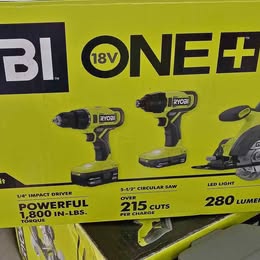 BI ONE+
18V
RYOBI
RYOBI
1/4" IMPACT DRIVER
POWERFUL
1,800 IN-LBS.
TORQUE
5-1/2" CIRCULAR SAW
OVER
215 CUTS
PER CHARGE
LED LIGHT
280 LUMEN